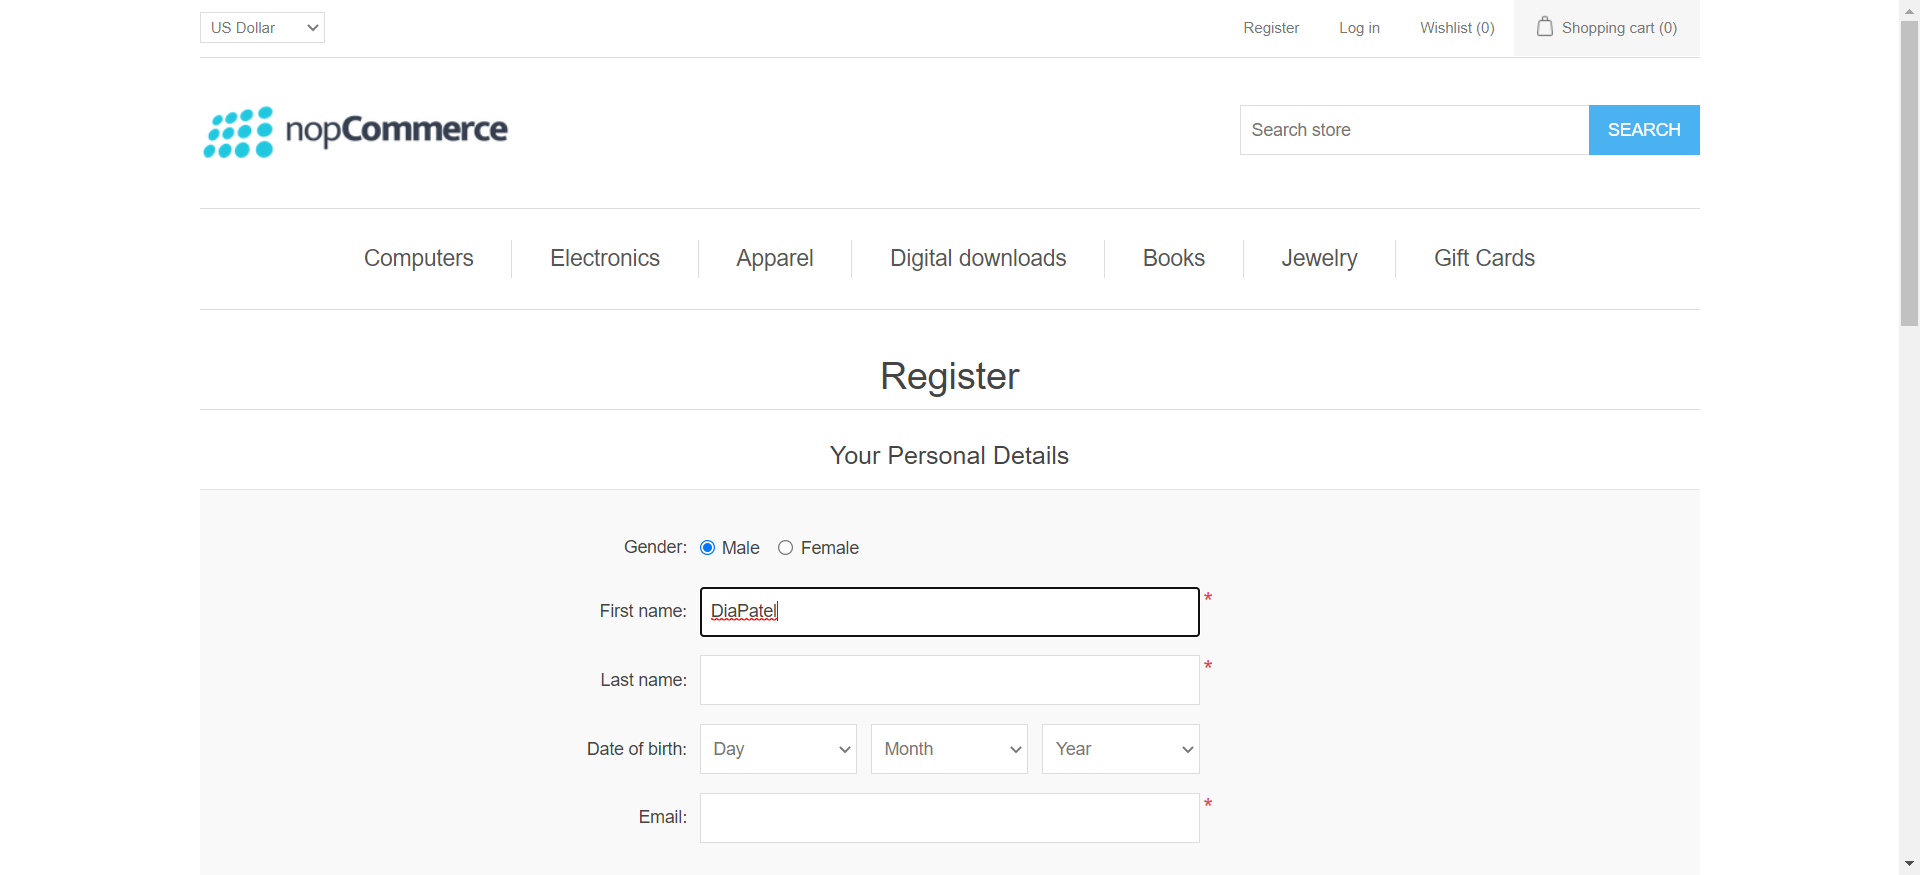 US Dollar Register Log in Wishlist (0) Shopping cart (0)
nopCommerce Search store SEARCH
Computers Electronics Apparel Digital downloads Books Jewelry Gift Cards
Register
Your Personal Details
Gender: Male Female
First name: DiaPatel *
Last name: *
Date of birth: Day Month Year
Email: *